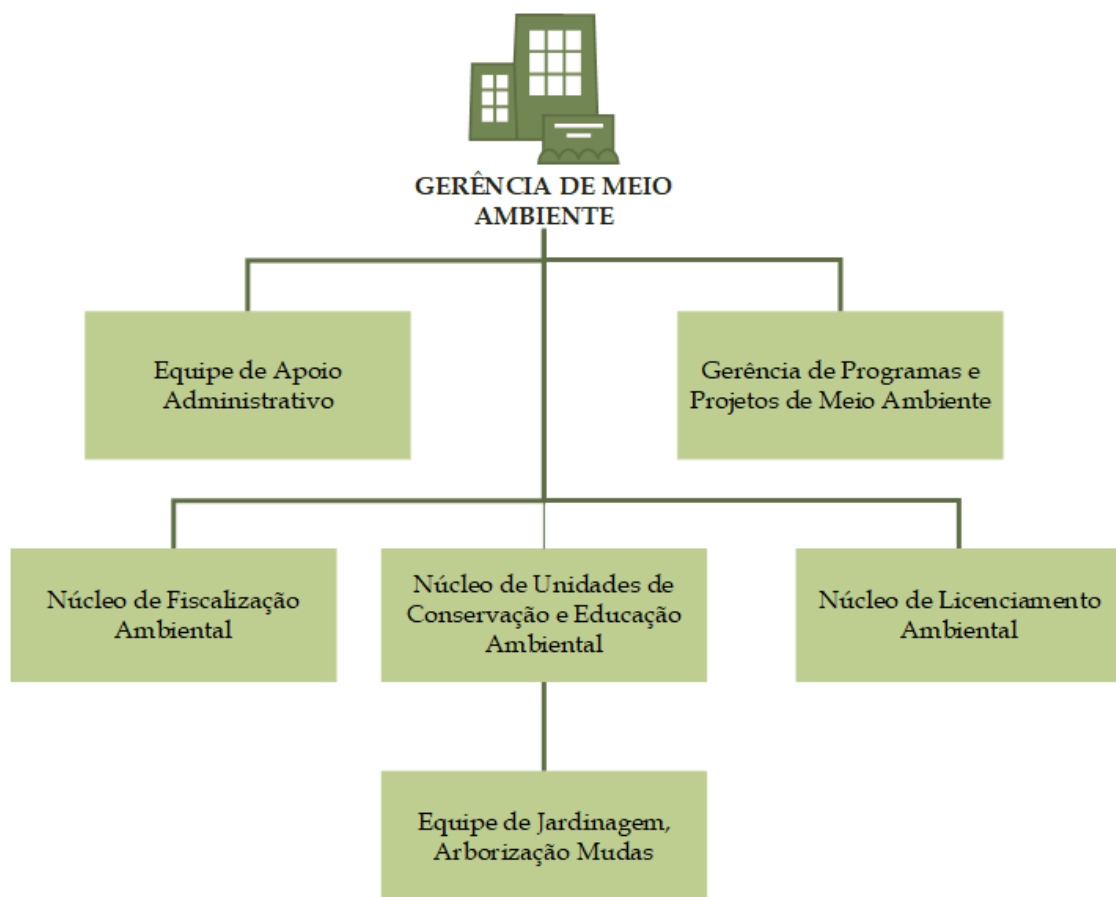 GERÊNCIA DE MEIO
AMBIENTE
Equipe de Apoio
Administrativo
Gerência de Programas e
Projetos de Meio Ambiente
Núcleo de Fiscalização
Ambiental
Núcleo de Unidades de
Conservação e Educação
Ambiental
Núcleo de Licenciamento
Ambiental
Equipe de Jardinagem,
Arborização Mudas